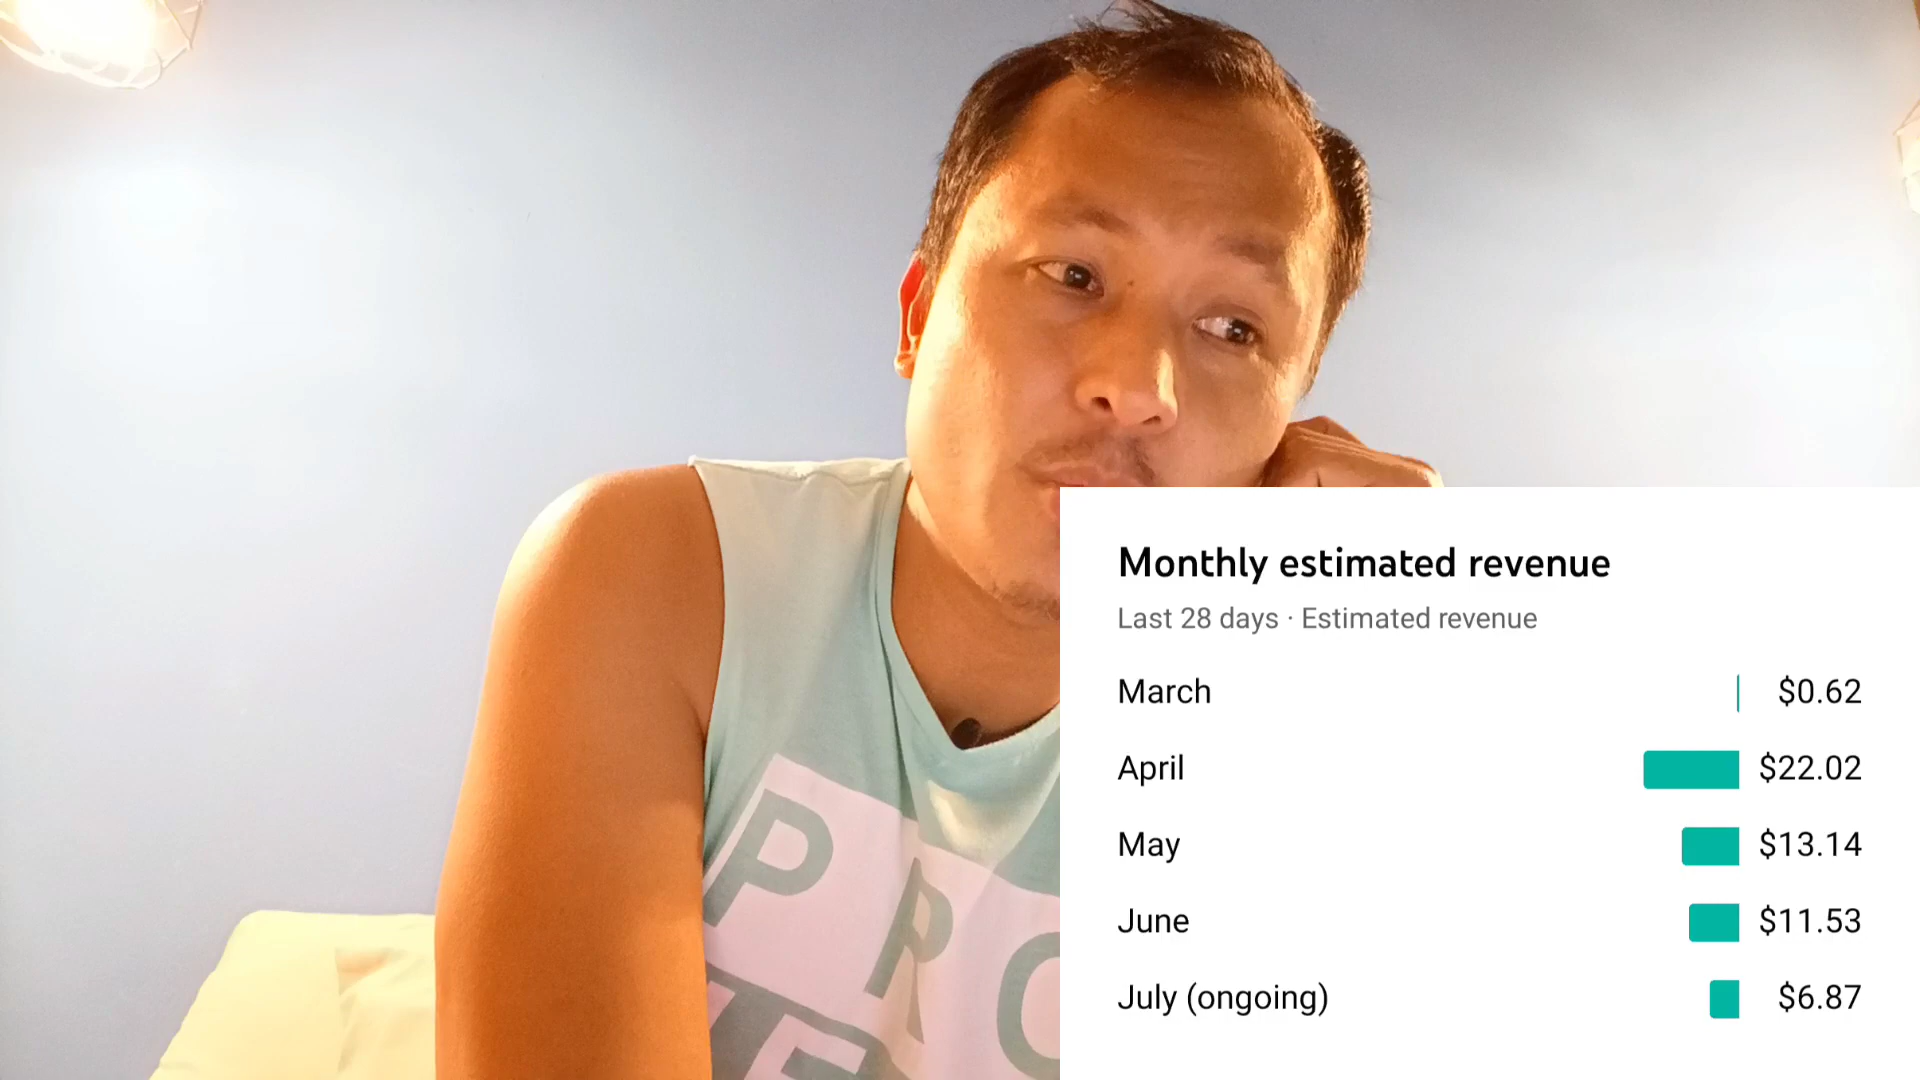 Monthly estimated revenue
Last 28 days · Estimated revenue
March $0.62
April $22.02
May $13.14
June $11.53
July (ongoing) $6.87
PRO